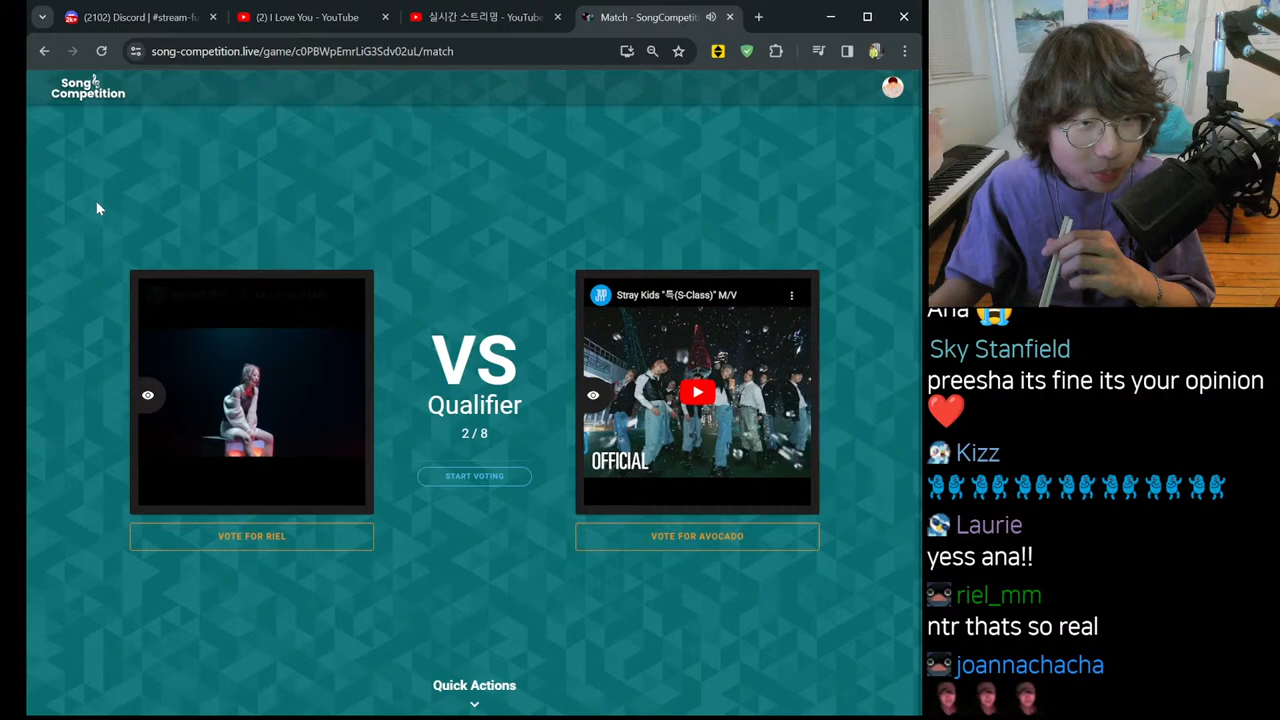 (2102) Discord | #stream-fu
(2) I Love You - YouTube
실시간 스트리밍 - YouTube
Match - SongCompetit
song-competition.live/game/c0PBWpEmrLiG3Sdv02uL/match
Song
Competition
Stray Kids "특(S-Class)" M/V
OFFICIAL
VS
Qualifier
2 / 8
START VOTING
VOTE FOR RIEL
VOTE FOR AVOCADO
Quick Actions
Ana
Sky Stanfield
preesha its fine its your opinion
Kizz
Laurie
yess ana!!
riel_mm
ntr thats so real
joannachacha